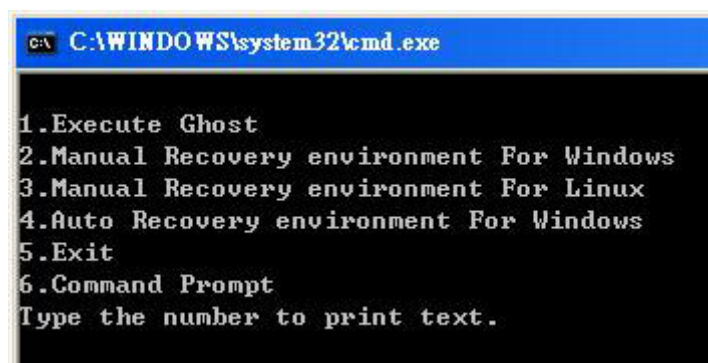 C:\WINDOWS\system32\cmd.exe
1.Execute Ghost
2.Manual Recovery environment For Windows
3.Manual Recovery environment For Linux
4.Auto Recovery environment For Windows
5.Exit
6.Command Prompt
Type the number to print text.